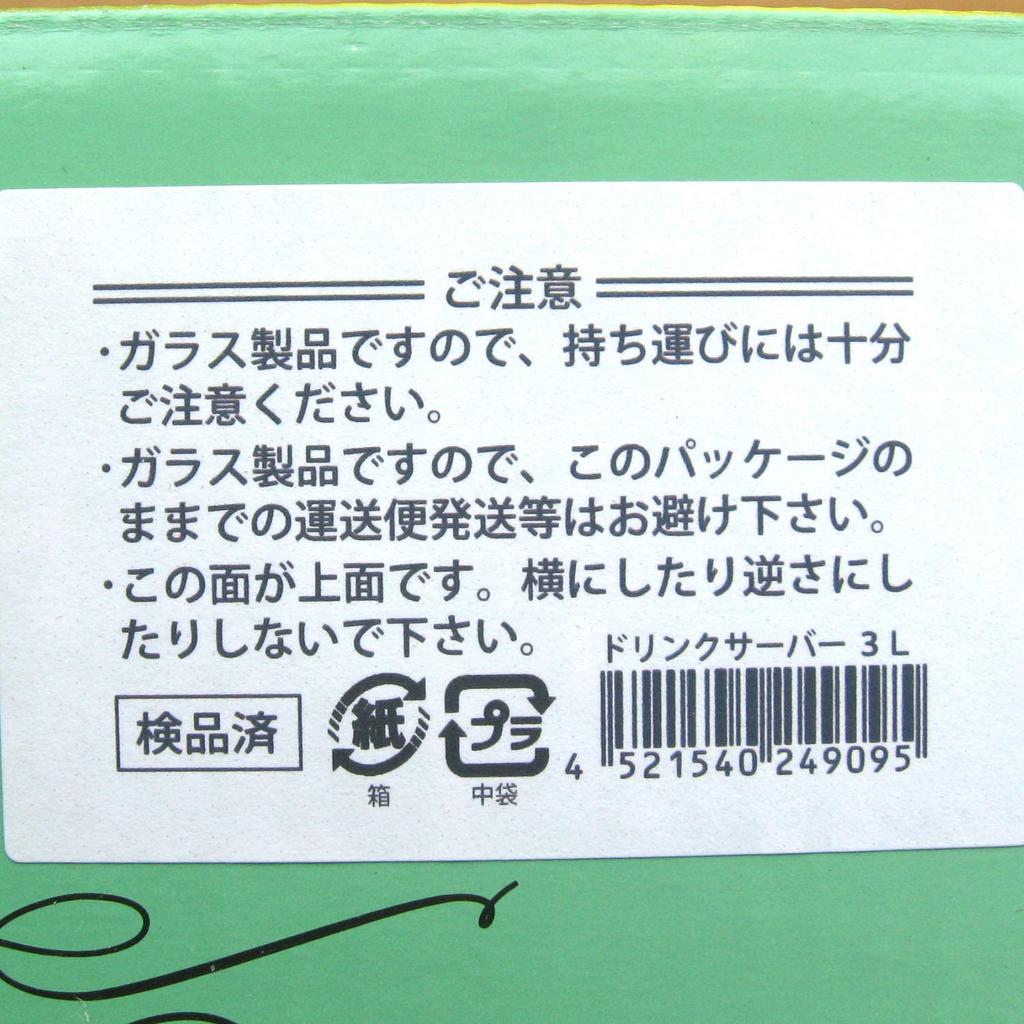 ご注意
・ガラス製品ですので、持ち運びには十分
ご注意ください。
・ガラス製品ですので、このパッケージの
ままでの運送便発送等はお避け下さい。
・この面が上面です。横にしたり逆さにし
たりしないで下さい。
ドリンクサーバー 3L
検品済
紙
プラ
箱
中袋
4 521540 249095